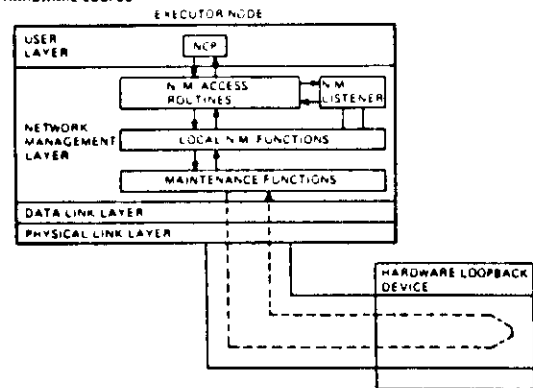 EXECUTOR NODE
USER
LAYER
NCP
N.M. ACCESS
ROUTINES
N.M.
LISTENER
NETWORK
MANAGEMENT
LAYER
LOCAL N.M. FUNCTIONS
MAINTENANCE FUNCTIONS
DATA LINK LAYER
PHYSICAL LINK LAYER
HARDWARE LOOPBACK
DEVICE